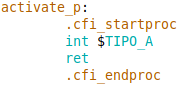 activate_p:
.cfi_startproc
int $TIPO_A
ret
.cfi_endproc